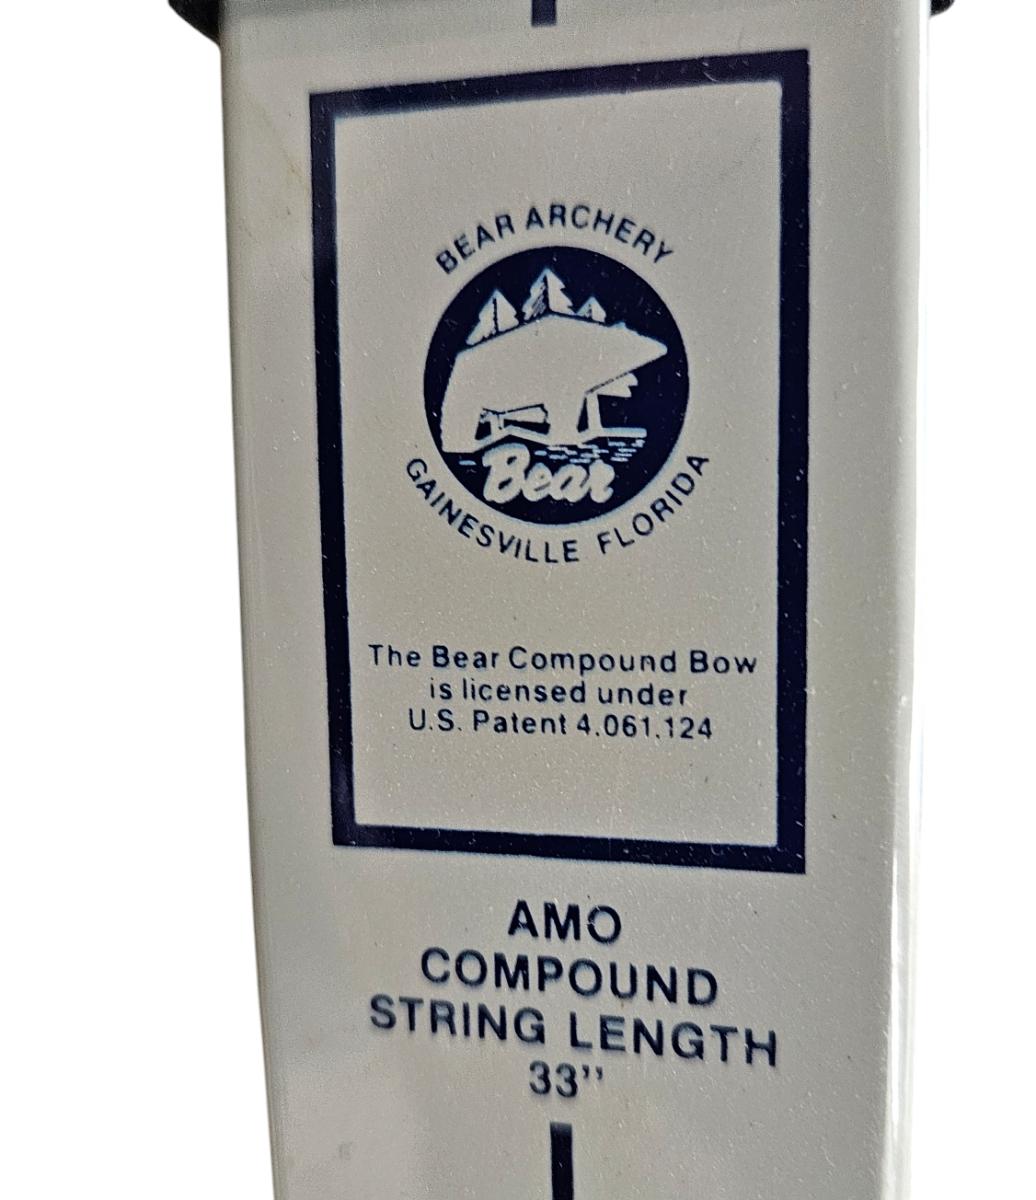 BEAR ARCHERY
Bear
GAINESVILLE FLORIDA
The Bear Compound Bow
is licensed under
U.S. Patent 4.061.124
AMO
COMPOUND
STRING LENGTH
33”